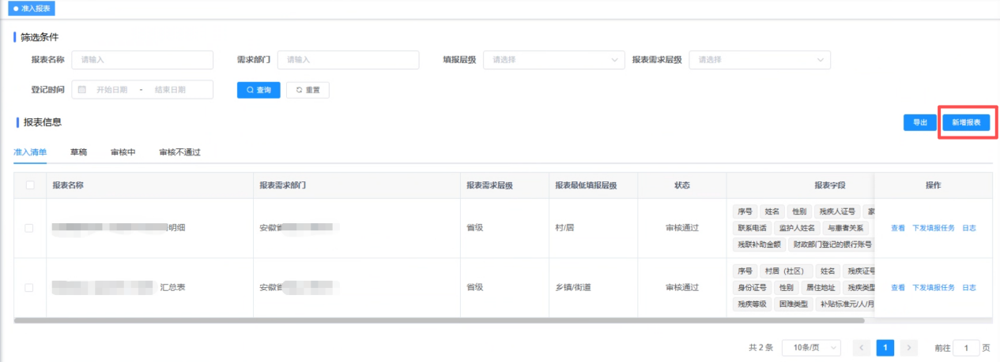 准入报表
筛选条件
报表名称 请输入 需求部门 请输入 填报层级 请选择 报表需求层级 请选择
登记时间 开始日期 - 结束日期 查询 重置
报表信息 导出 新增报表
准入清单 草稿 审核中 审核不通过
报表名称 报表需求部门 报表需求层级 报表最低填报层级 状态 报表字段 操作
序号 姓名 性别 残疾人证号
明细 安徽省 省级 村/居 审核通过 联系电话 监护人姓名 与患者关系 查看 下发填报任务 日志
残联补助金额 财政部门登记的银行账号
序号 村居（社区） 姓名 残疾证号
汇总表 安徽省 省级 乡镇/街道 审核通过 身份证号 性别 居住地址 残疾类型 查看 下发填报任务 日志
残疾等级 困难类型 补贴标准元/人/月
共 2 条 10条/页 1 前往 1 页